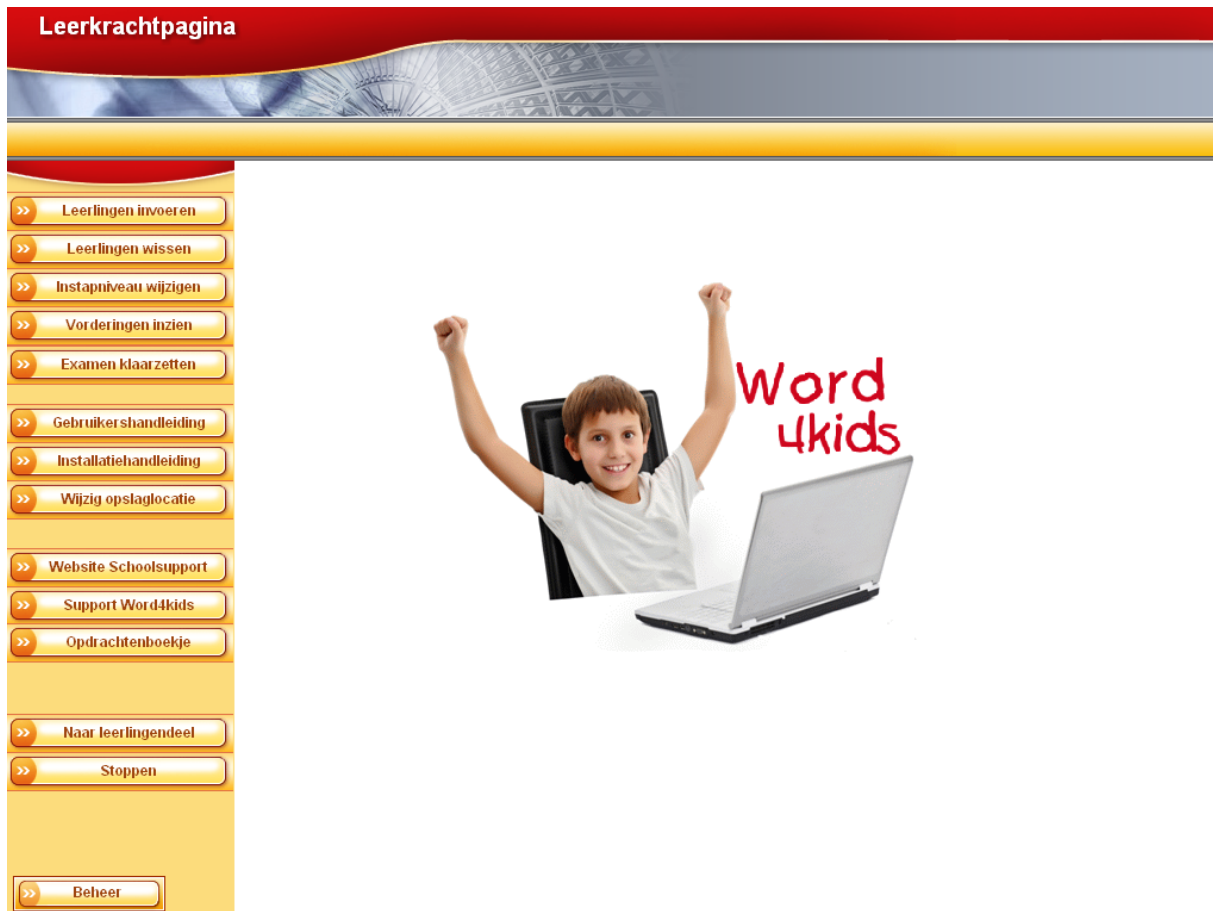 Leerkrachtpagina
Leerlingen invoeren
Leerlingen wissen
Instapniveau wijzigen
Vorderingen inzien
Examen klaarzetten
Gebruikershandleiding
Installatiehandleiding
Wijzig opslaglocatie
Website Schoolsupport
Support Word4kids
Opdrachtenboekje
Naar leerlingendeel
Stoppen
Beheer
Word
4kids